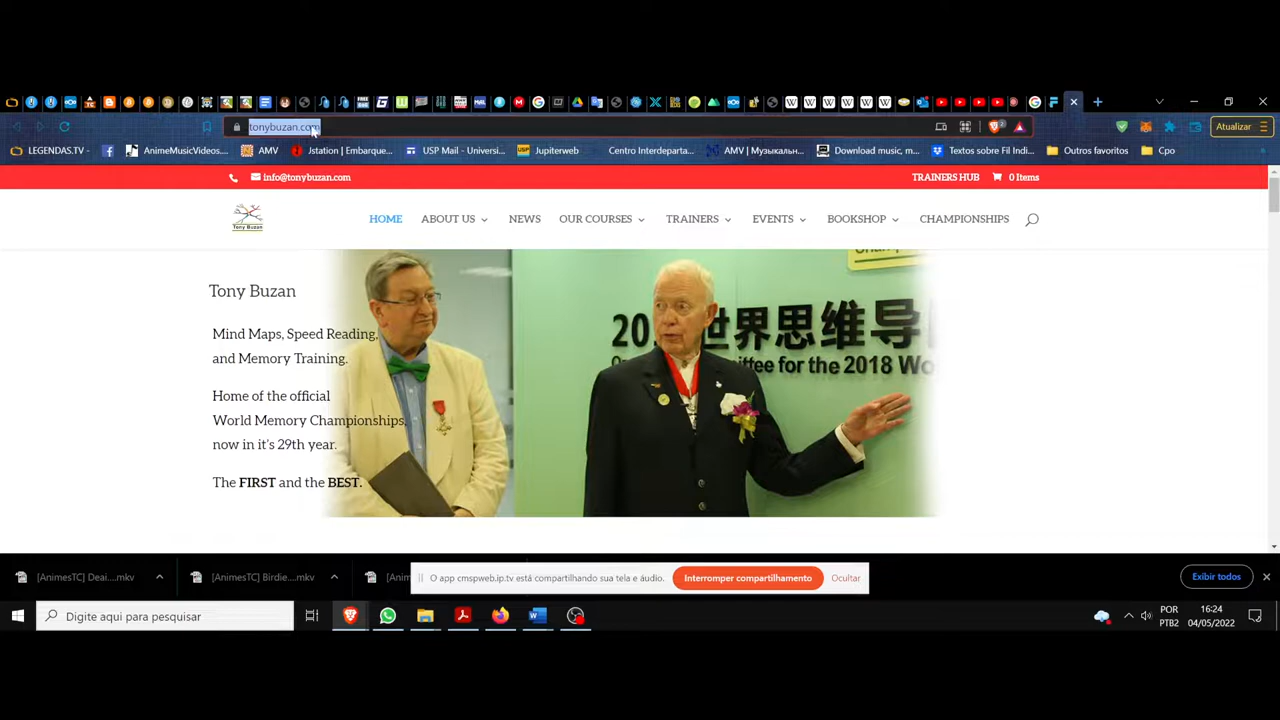 tonybuzan.com
Atualizar
LEGENDAS.TV -
AnimeMusicVideos....
AMV
Jstation | Embarque...
USP Mail - Universi...
Jupiterweb
Centro Interdeparta...
AMV | Музыкальн...
Download music, m...
Textos sobre Fil Indi...
Outros favoritos
Cpo
info@tonybuzan.com
TRAINERS HUB
0 Items
Tony Buzan
HOME
ABOUT US
NEWS
OUR COURSES
TRAINERS
EVENTS
BOOKSHOP
CHAMPIONSHIPS
Tony Buzan
Mind Maps, Speed Reading,
and Memory Training.
Home of the official
World Memory Championships,
now in it's 29th year.
The FIRST and the BEST.
世界思维导
ittee for the 2018 Wo
[AnimesTC] Deai....mkv
[AnimesTC] Birdie....mkv
O app cmspweb.ip.tv está compartilhando sua tela e áudio.
Interromper compartilhamento
Ocultar
Exibir todos
Digite aqui para pesquisar
POR
PTB2
16:24
04/05/2022